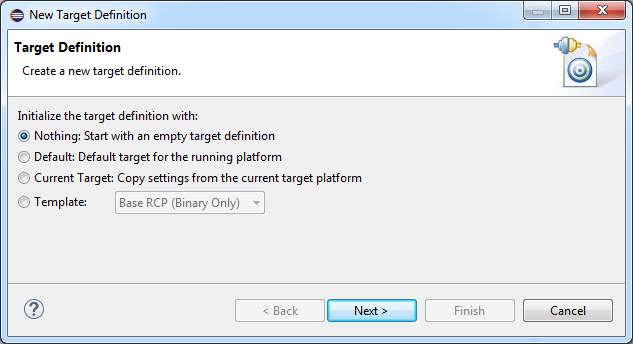 New Target Definition
Target Definition
Create a new target definition.
Initialize the target definition with:
Nothing: Start with an empty target definition
Default: Default target for the running platform
Current Target: Copy settings from the current target platform
Template: Base RCP (Binary Only)
? < Back Next > Finish Cancel